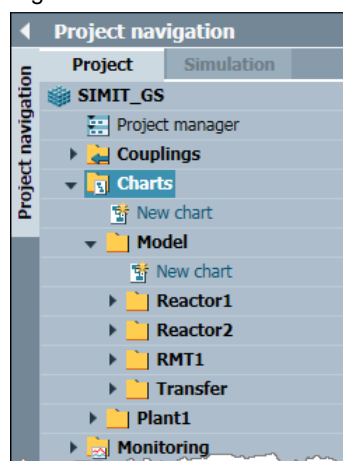 Project navigation
Project navigation
Project Simulation
SIMIT_GS
Project manager
Couplings
Charts
New chart
Model
New chart
Reactor1
Reactor2
RMT1
Transfer
Plant1
Monitoring